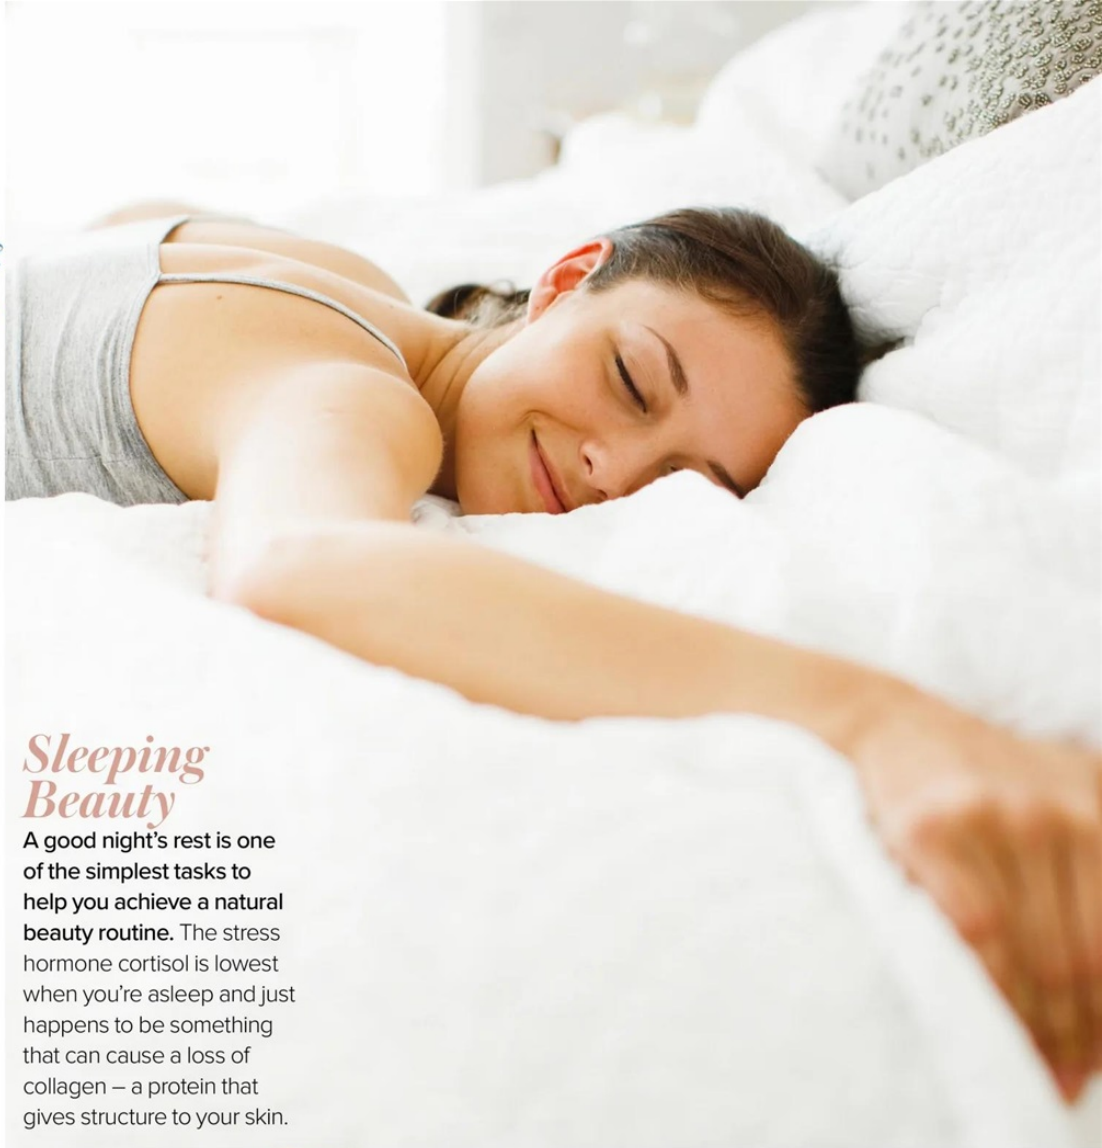 Sleeping
Beauty
A good night's rest is one
of the simplest tasks to
help you achieve a natural
beauty routine. The stress
hormone cortisol is lowest
when you're asleep and just
happens to be something
that can cause a loss of
collagen – a protein that
gives structure to your skin.